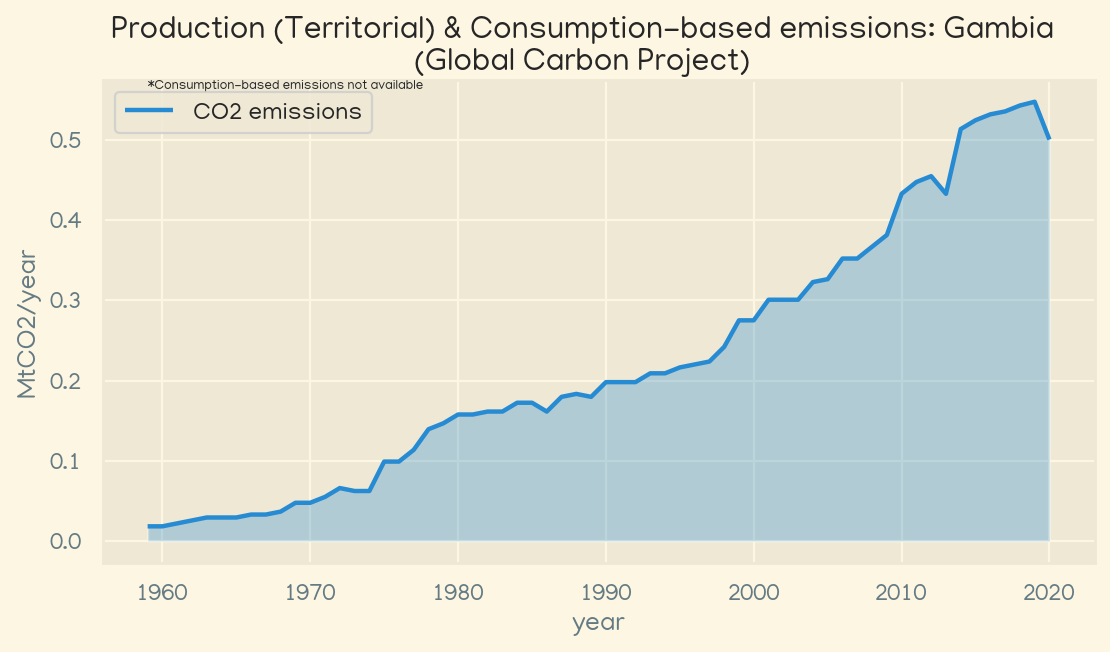 Production (Territorial) & Consumption-based emissions: Gambia
(Global Carbon Project)
*Consumption-based emissions not available
CO2 emissions
0.5
0.4
0.3
0.2
0.1
0.0
MtCO2/year
1960 1970 1980 1990 2000 2010 2020
year